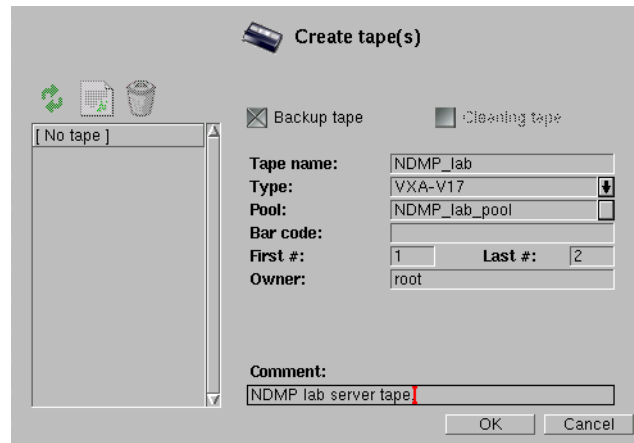 Create tape(s)
[ No tape ]
Backup tape
Cleaning tape
Tape name: NDMP_lab
Type: VXA-V17
Pool: NDMP_lab_pool
Bar code:
First #: 1 Last #: 2
Owner: root
Comment:
NDMP lab server tape.
OK Cancel